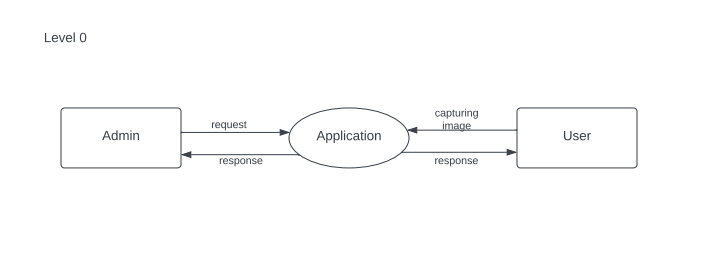 Level 0
capturing
image
request
Admin
Application
User
response
response